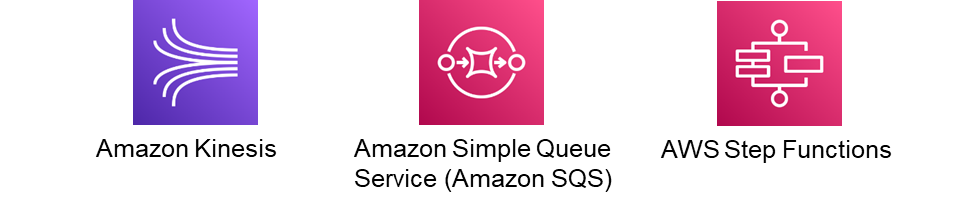 Amazon Kinesis
Amazon Simple Queue
Service (Amazon SQS)
AWS Step Functions